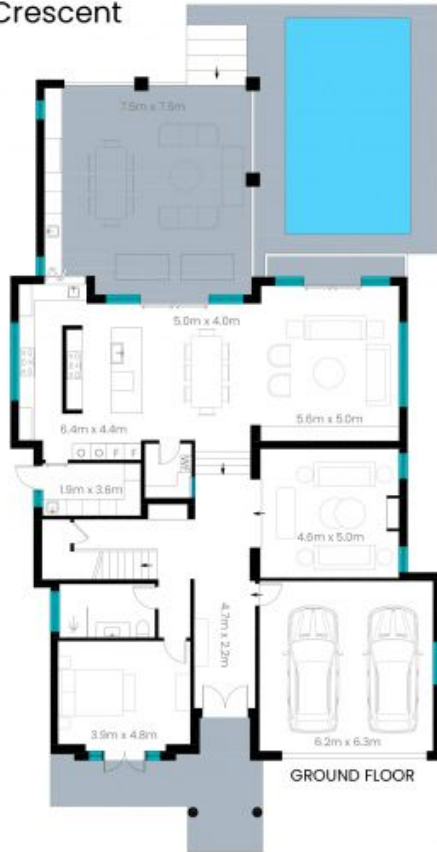 Crescent
7.5m x 7.5m
5.0m x 4.0m
5.6m x 5.0m
6.4m x 4.4m
O O F F
1.9m x 3.6m
WIP
4.6m x 5.0m
4.7m x 2.2m
3.9m x 4.8m
6.2m x 6.3m
GROUND FLOOR